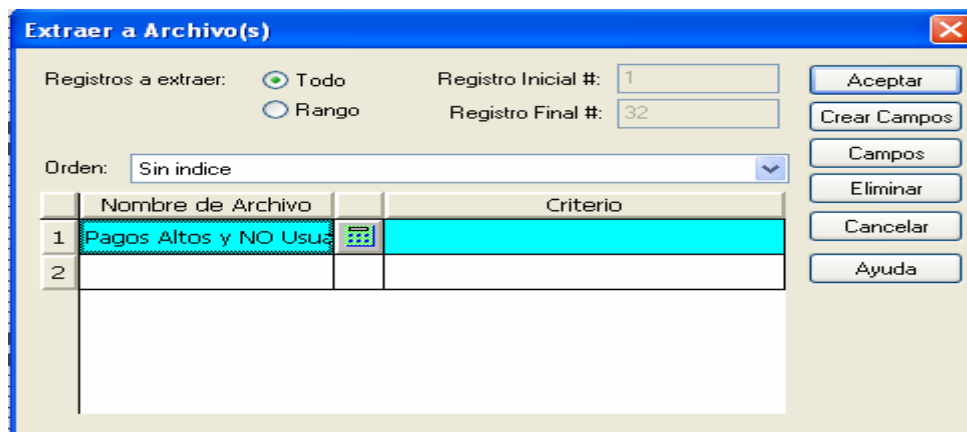 Extraer a Archivo(s)
Registros a extraer:
Todo
Rango
Registro Inicial #: 1
Registro Final #: 32
Aceptar
Crear Campos
Campos
Eliminar
Cancelar
Ayuda
Orden: Sin indice
Nombre de Archivo Criterio
1 Pagos Altos y NO Usua
2